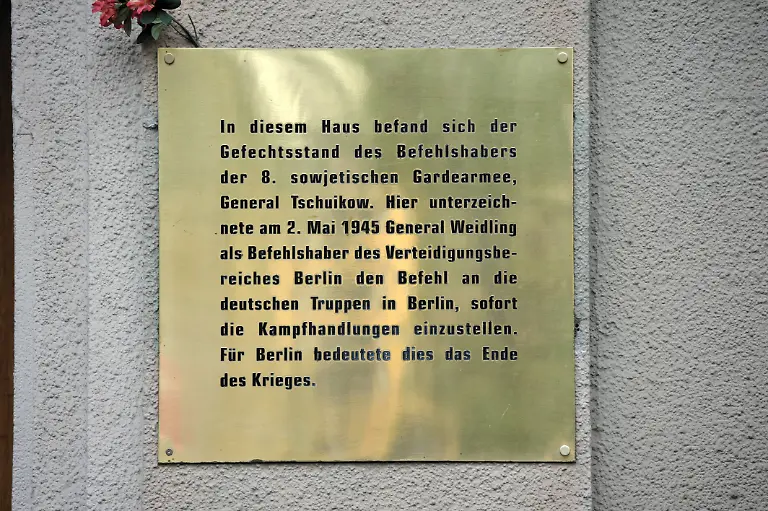 In diesem Haus befand sich der
Gefechtsstand des Befehlshabers
der 8. sowjetischen Gardearmee,
General Tschuikow. Hier unterzeich-
nete am 2. Mai 1945 General Weidling
als Befehlshaber des Verteidigungsbe-
reiches Berlin den Befehl an die
deutschen Truppen in Berlin, sofort
die Kampfhandlungen einzustellen.
Für Berlin bedeutete dies das Ende
des Krieges.